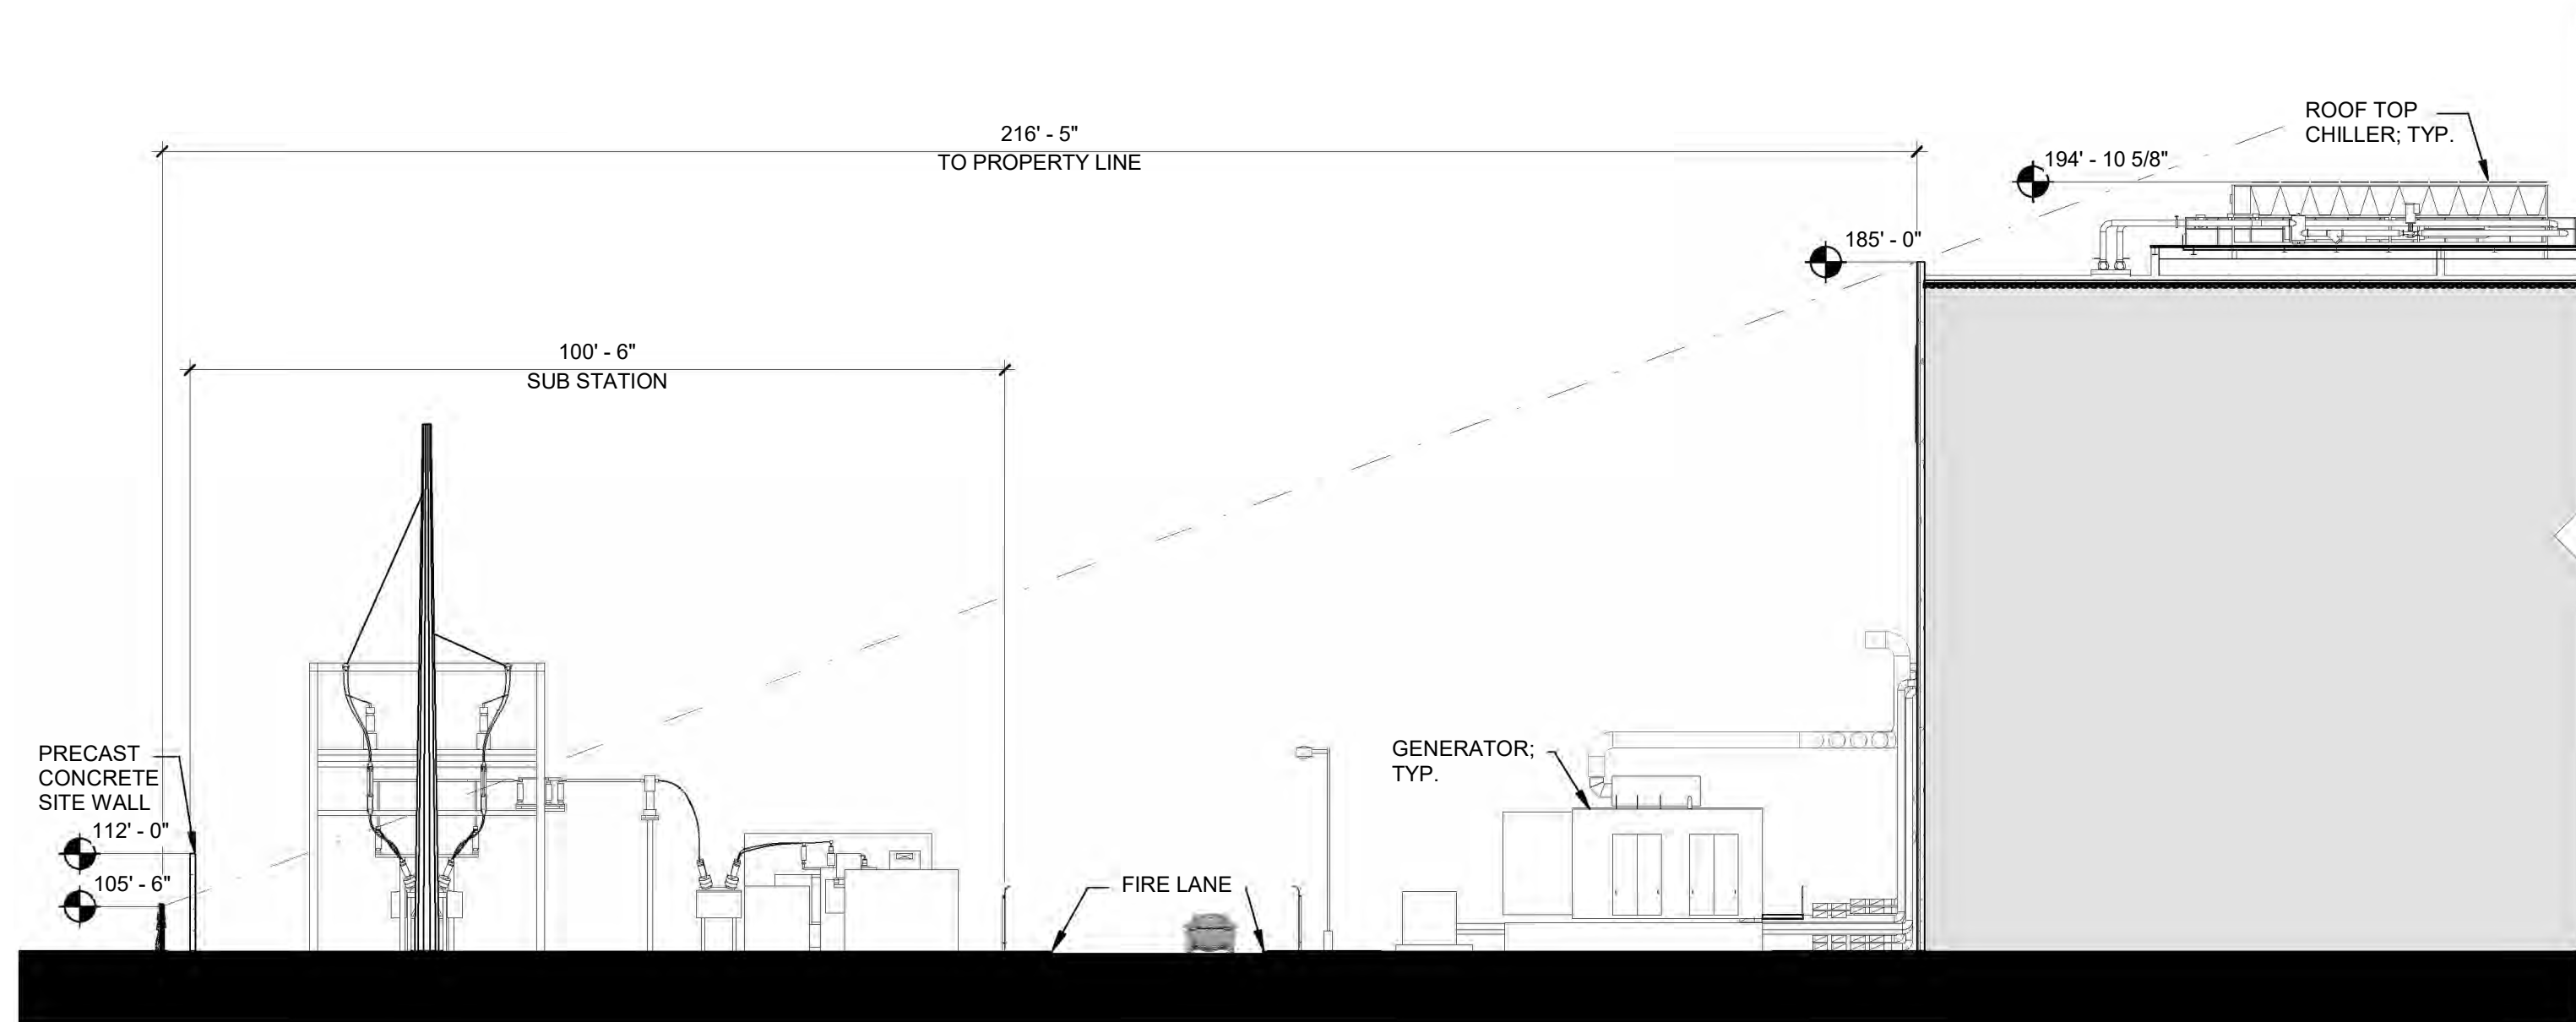 ROOF TOP
CHILLER; TYP.
216' - 5"
TO PROPERTY LINE
194' - 10 5/8"
185' - 0"
100' - 6"
SUB STATION
PRECAST
CONCRETE
SITE WALL
GENERATOR;
TYP.
112' - 0"
105' - 6"
FIRE LANE